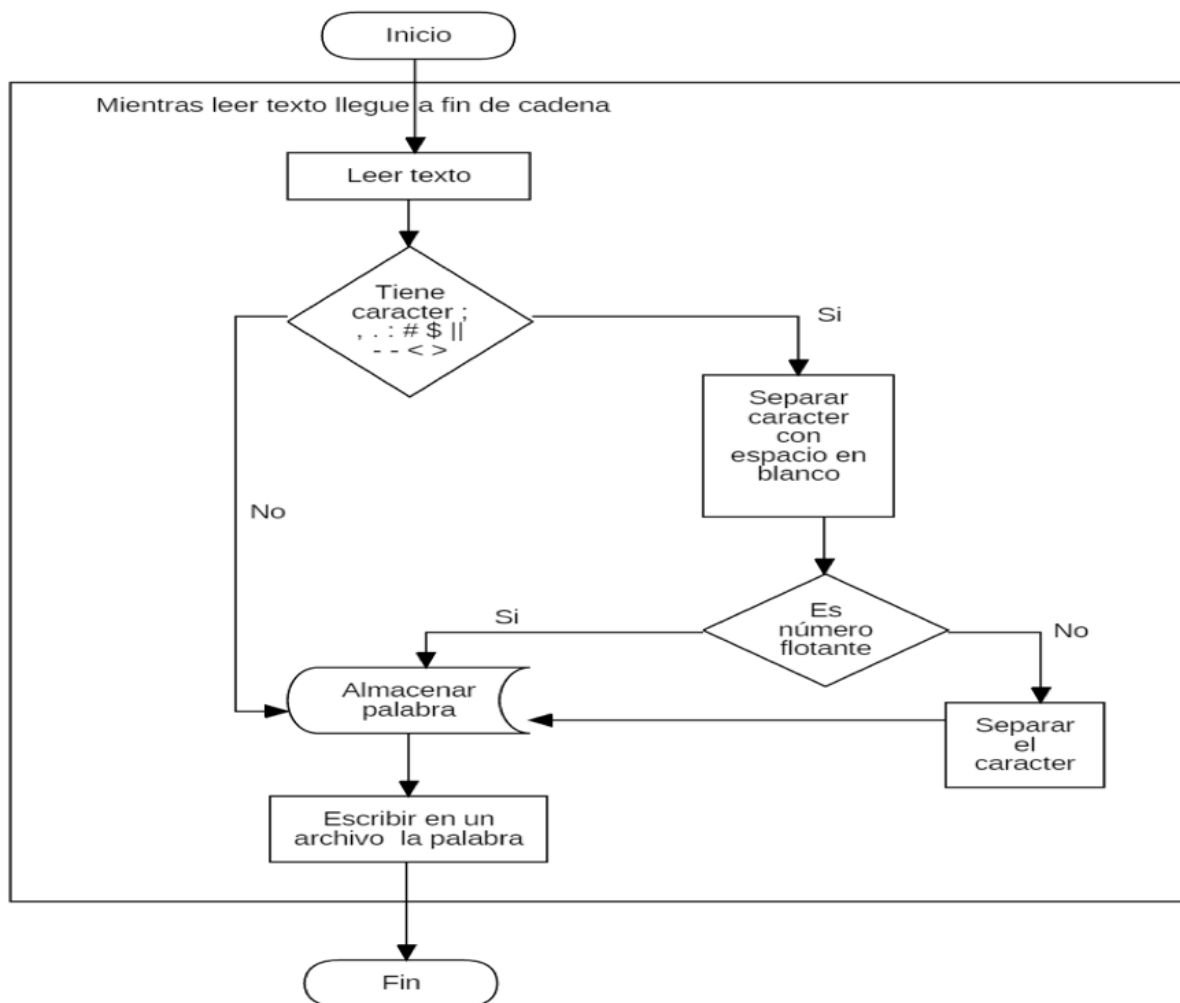 Inicio
Mientras leer texto llegue a fin de cadena
Leer texto
Tiene
caracter ;
, . : # $ ||
- - < >
Si
Separar
caracter
con
espacio en
blanco
No
Es
número
flotante
Si
No
Almacenar
palabra
Separar
el
caracter
Escribir en un
archivo la palabra
Fin